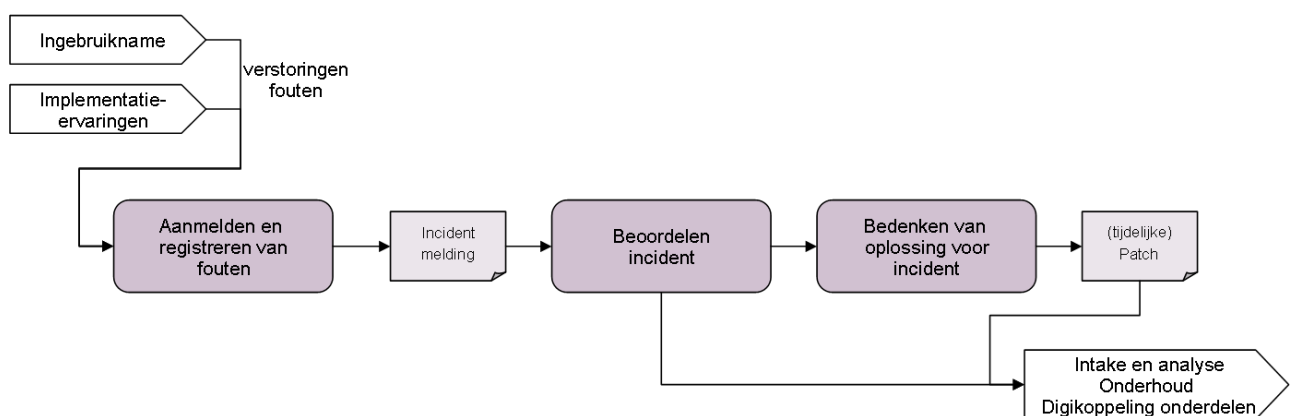 Ingebruikname
verstoringen
fouten
Implementatie-
ervaringen
Aanmelden en
registreren van
fouten
Incident
melding
Beoordelen
incident
Bedenken van
oplossing voor
incident
(tijdelijke)
Patch
Intake en analyse
Onderhoud
Digikoppeling onderdelen